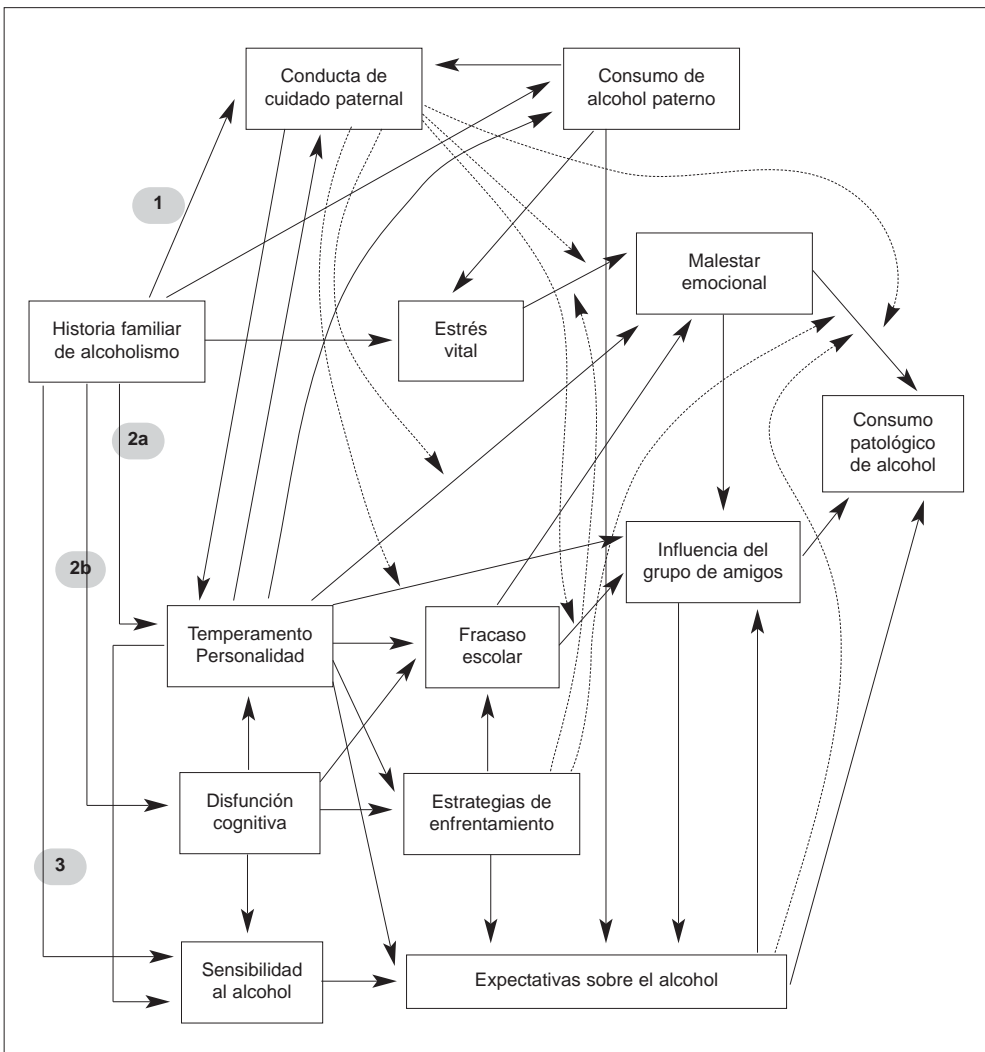 Conducta de
cuidado paternal
Consumo de
alcohol paterno
1
Malestar
emocional
Historia familiar
de alcoholismo
Estrés
vital
2a
Consumo
patológico
de alcohol
2b
Influencia del
grupo de amigos
Temperamento
Personalidad
Fracaso
escolar
Disfunción
cognitiva
Estrategias de
enfrentamiento
3
Sensibilidad
al alcohol
Expectativas sobre el alcohol